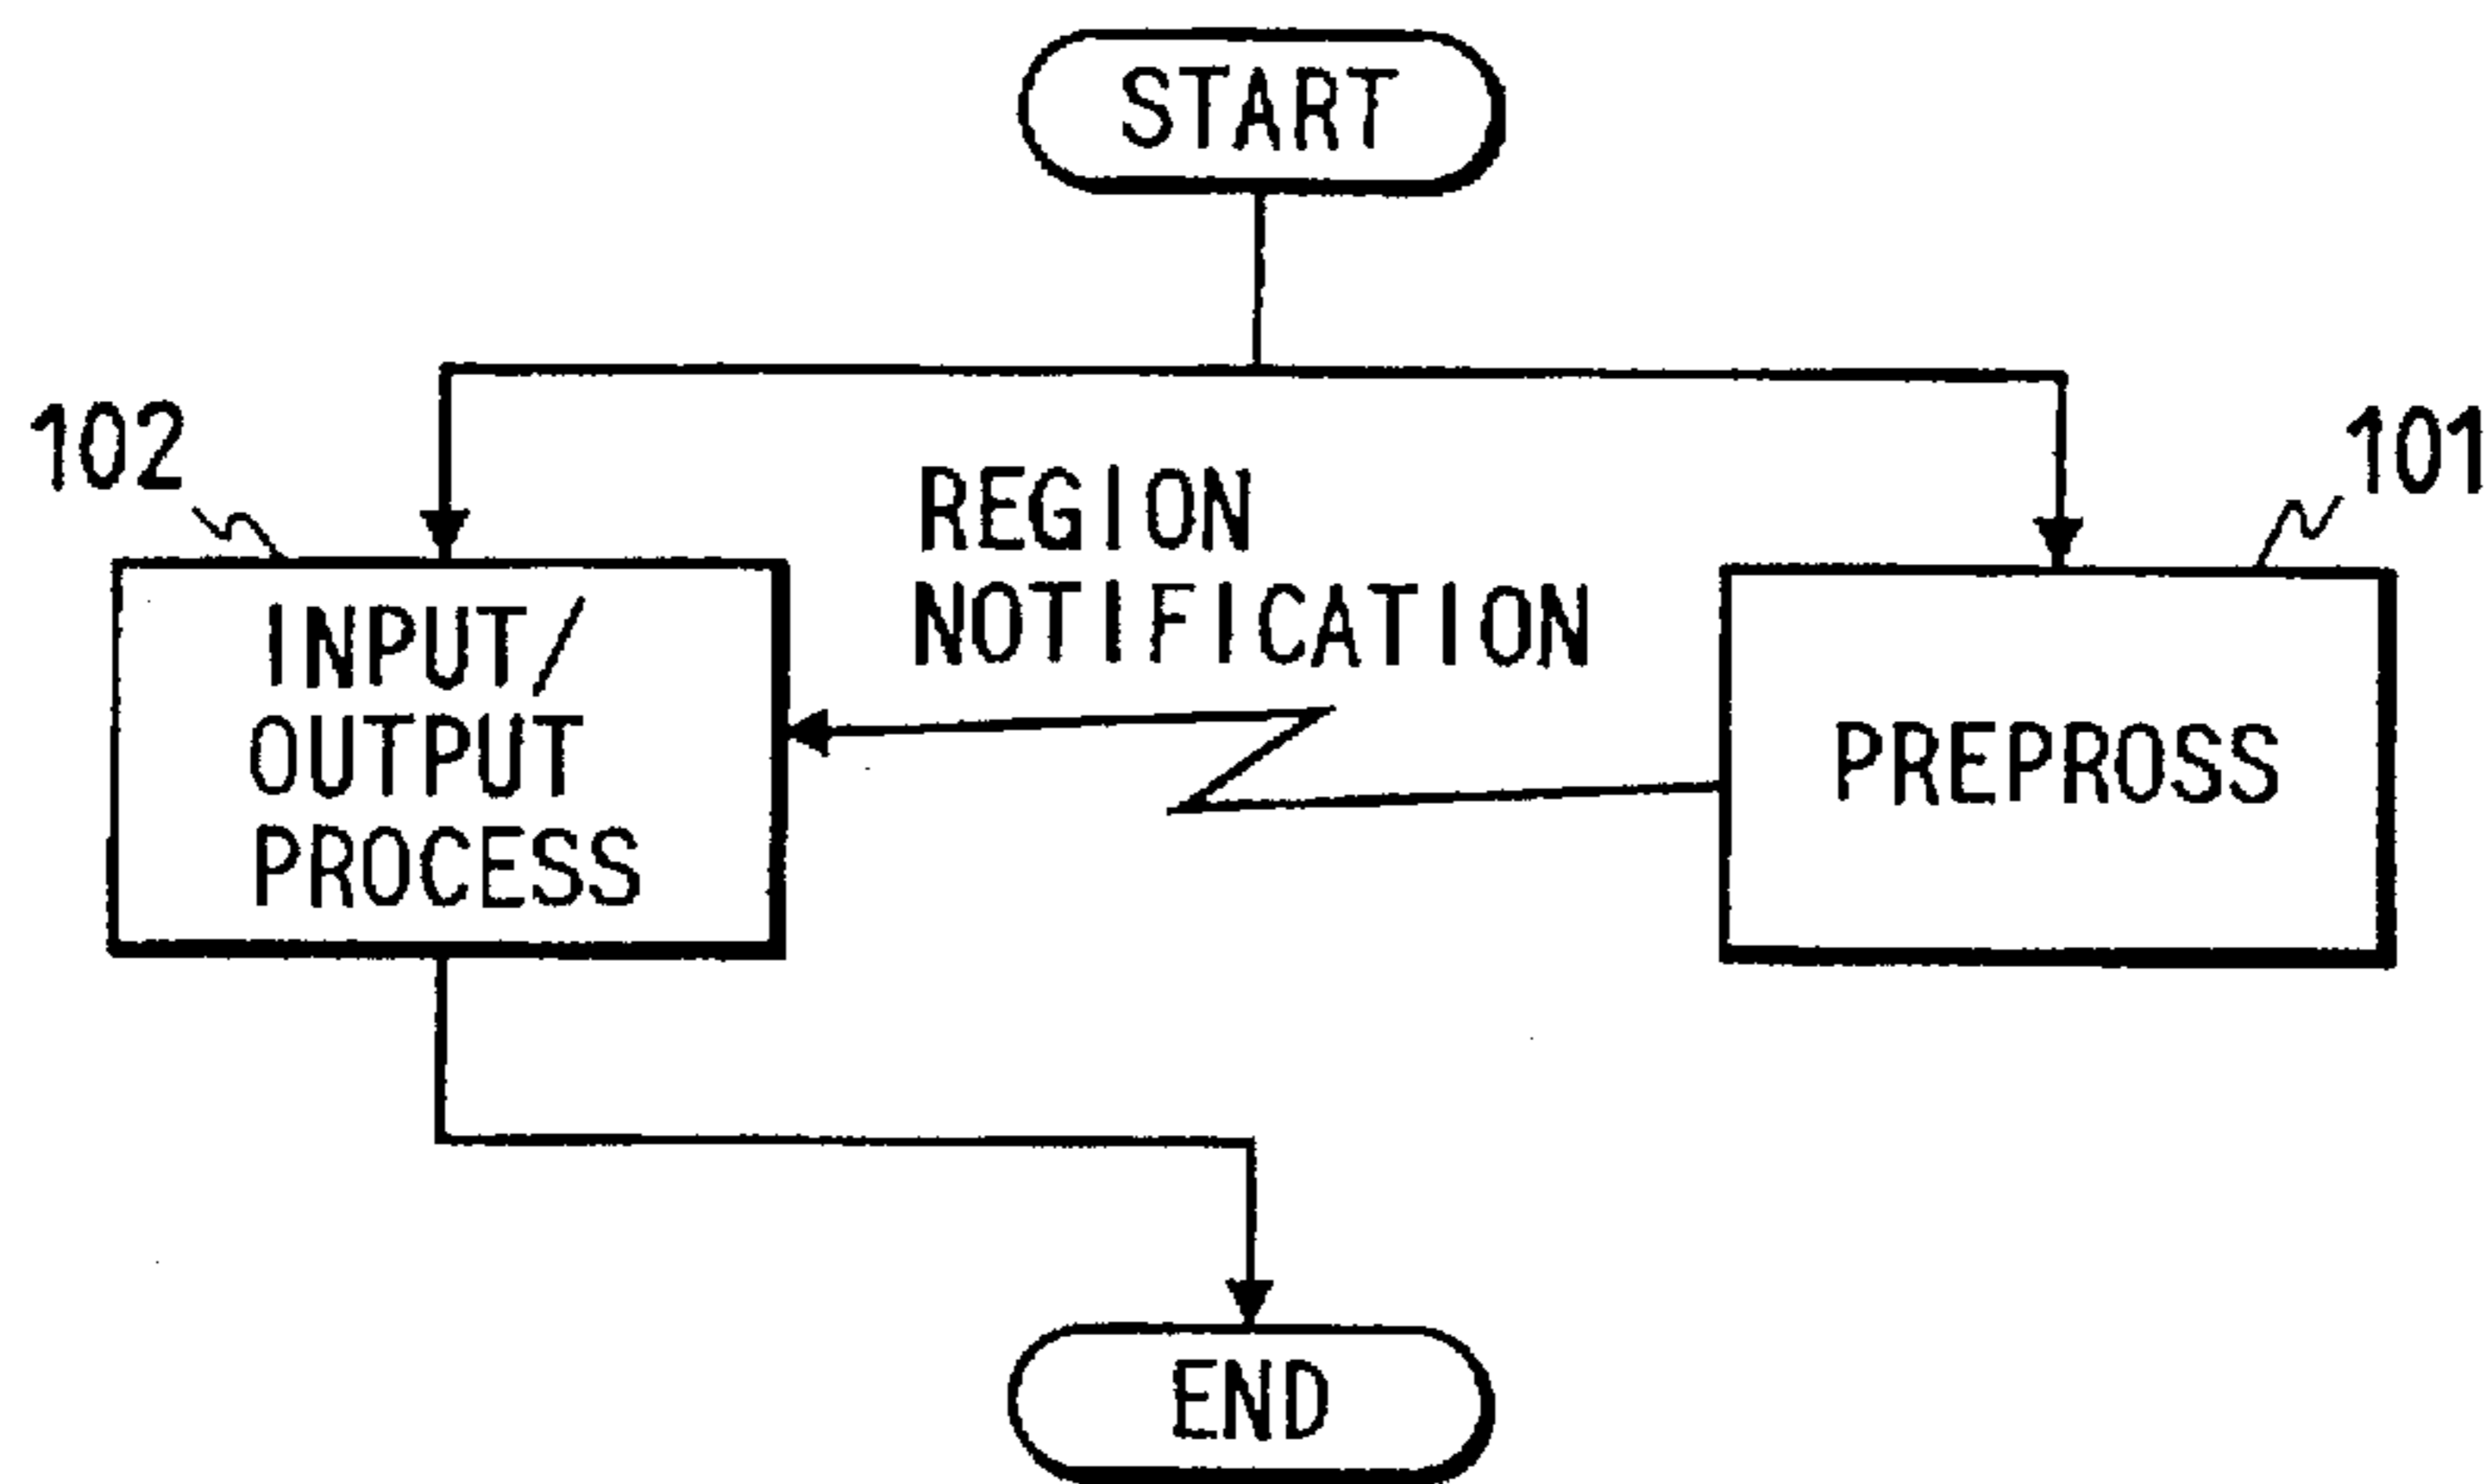 START
102
101
REGION
NOTIFICATION
INPUT/
OUTPUT
PROCESS
PREPROSS
END